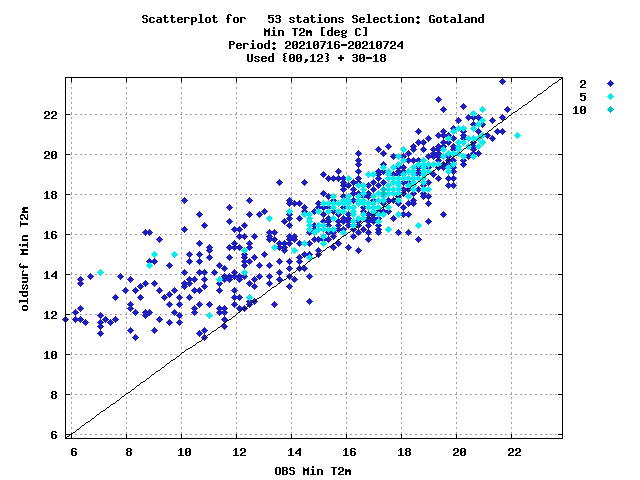 Scatterplot for   53 stations Selection: Gotaland
Min T2m [deg C]
Period: 20210716-20210724
Used {00,12} + 30-18
2
5
10
oldsurf Min T2m
22
20
18
16
14
12
10
8
6
6 8 10 12 14 16 18 20 22
OBS Min T2m